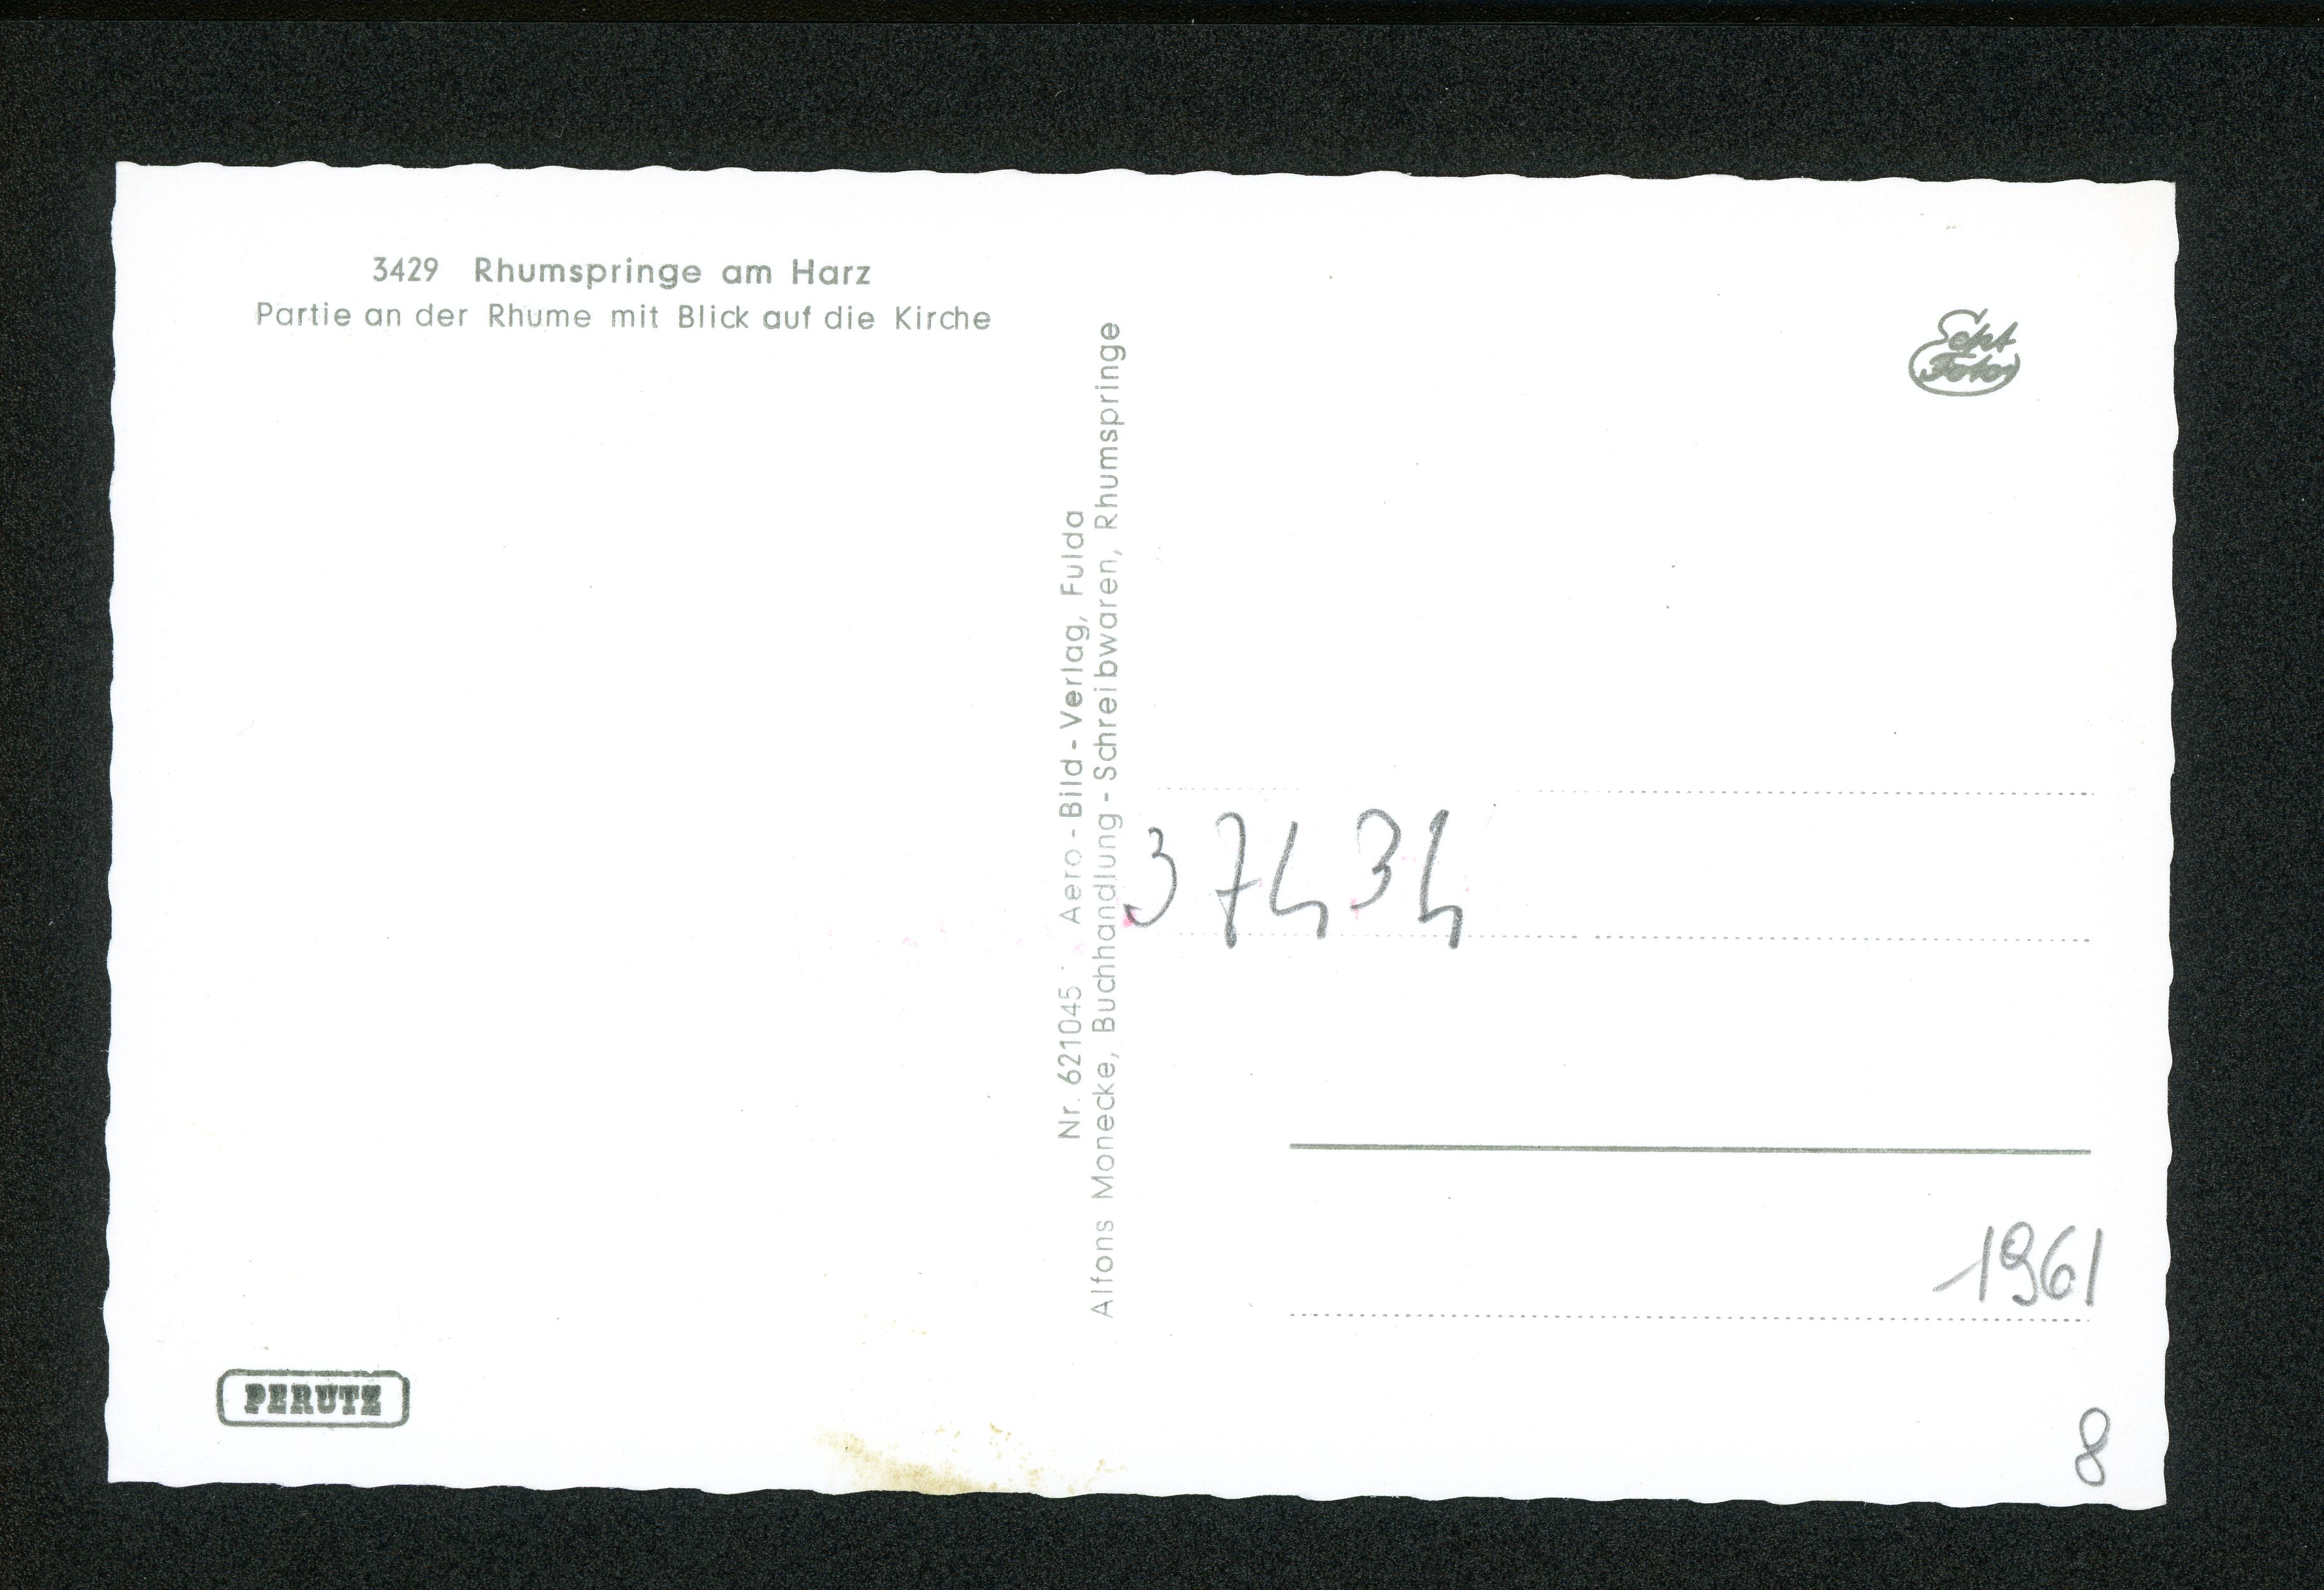 3429 Rhumspringe am Harz
Partie an der Rhume mit Blick auf die Kirche
Nr. 621045 Aero-Bild-Verlag, Fulda
Alfons Monecke, Buchhandlung - Schreibwaren, Rhumspringe
Echt
Foto
37434
1961
8
PERUTZ